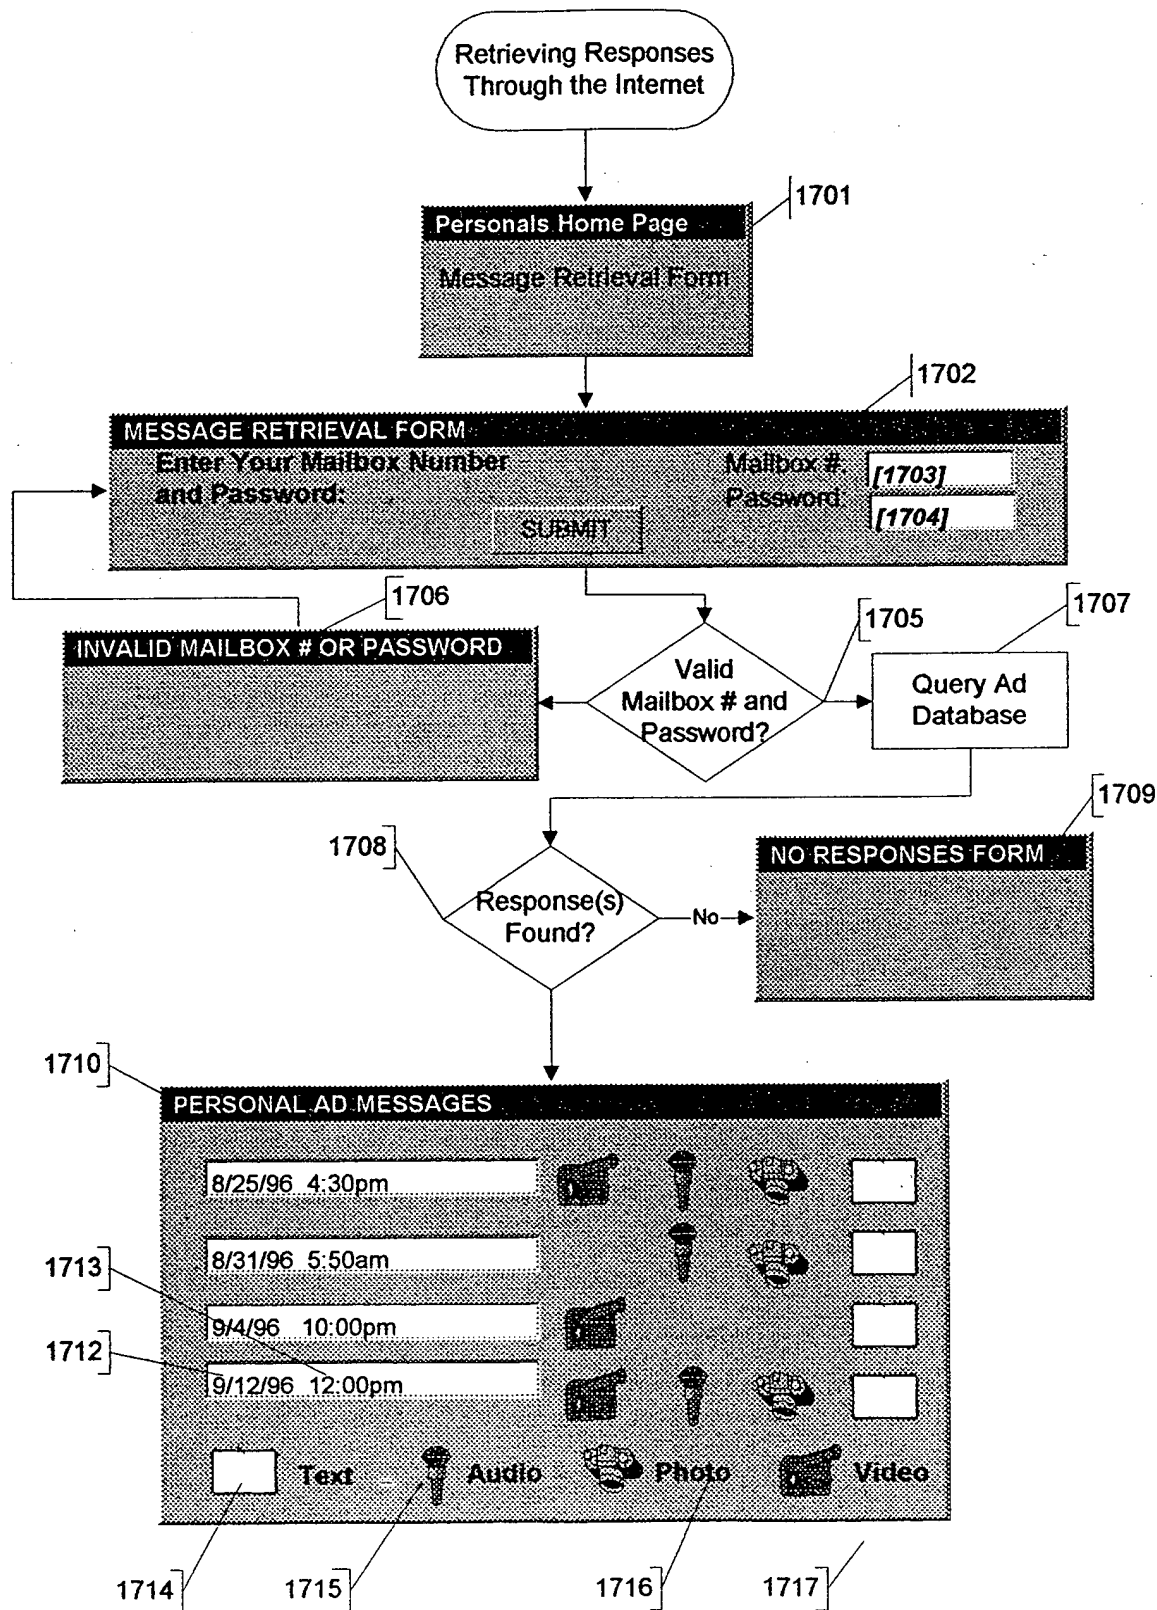 Retrieving Responses
Through the Internet
1701
Personals Home Page
Message Retrieval Form
1702
MESSAGE RETRIEVAL FORM
Enter Your Mailbox Number
and Password:
Mailbox #.
[1703]
Password:
[1704]
SUBMIT
1706
1705
1707
INVALID MAILBOX # OR PASSWORD
Valid
Mailbox # and
Password?
Query Ad
Database
1709
1708
NO RESPONSES FORM
Response(s)
Found?
No
1710
PERSONAL AD MESSAGES
8/25/96 4:30pm
8/31/96 5:50am
1713
9/4/96 10:00pm
1712
9/12/96 12:00pm
Text
Audio
Photo
Video
1714
1715
1716
1717